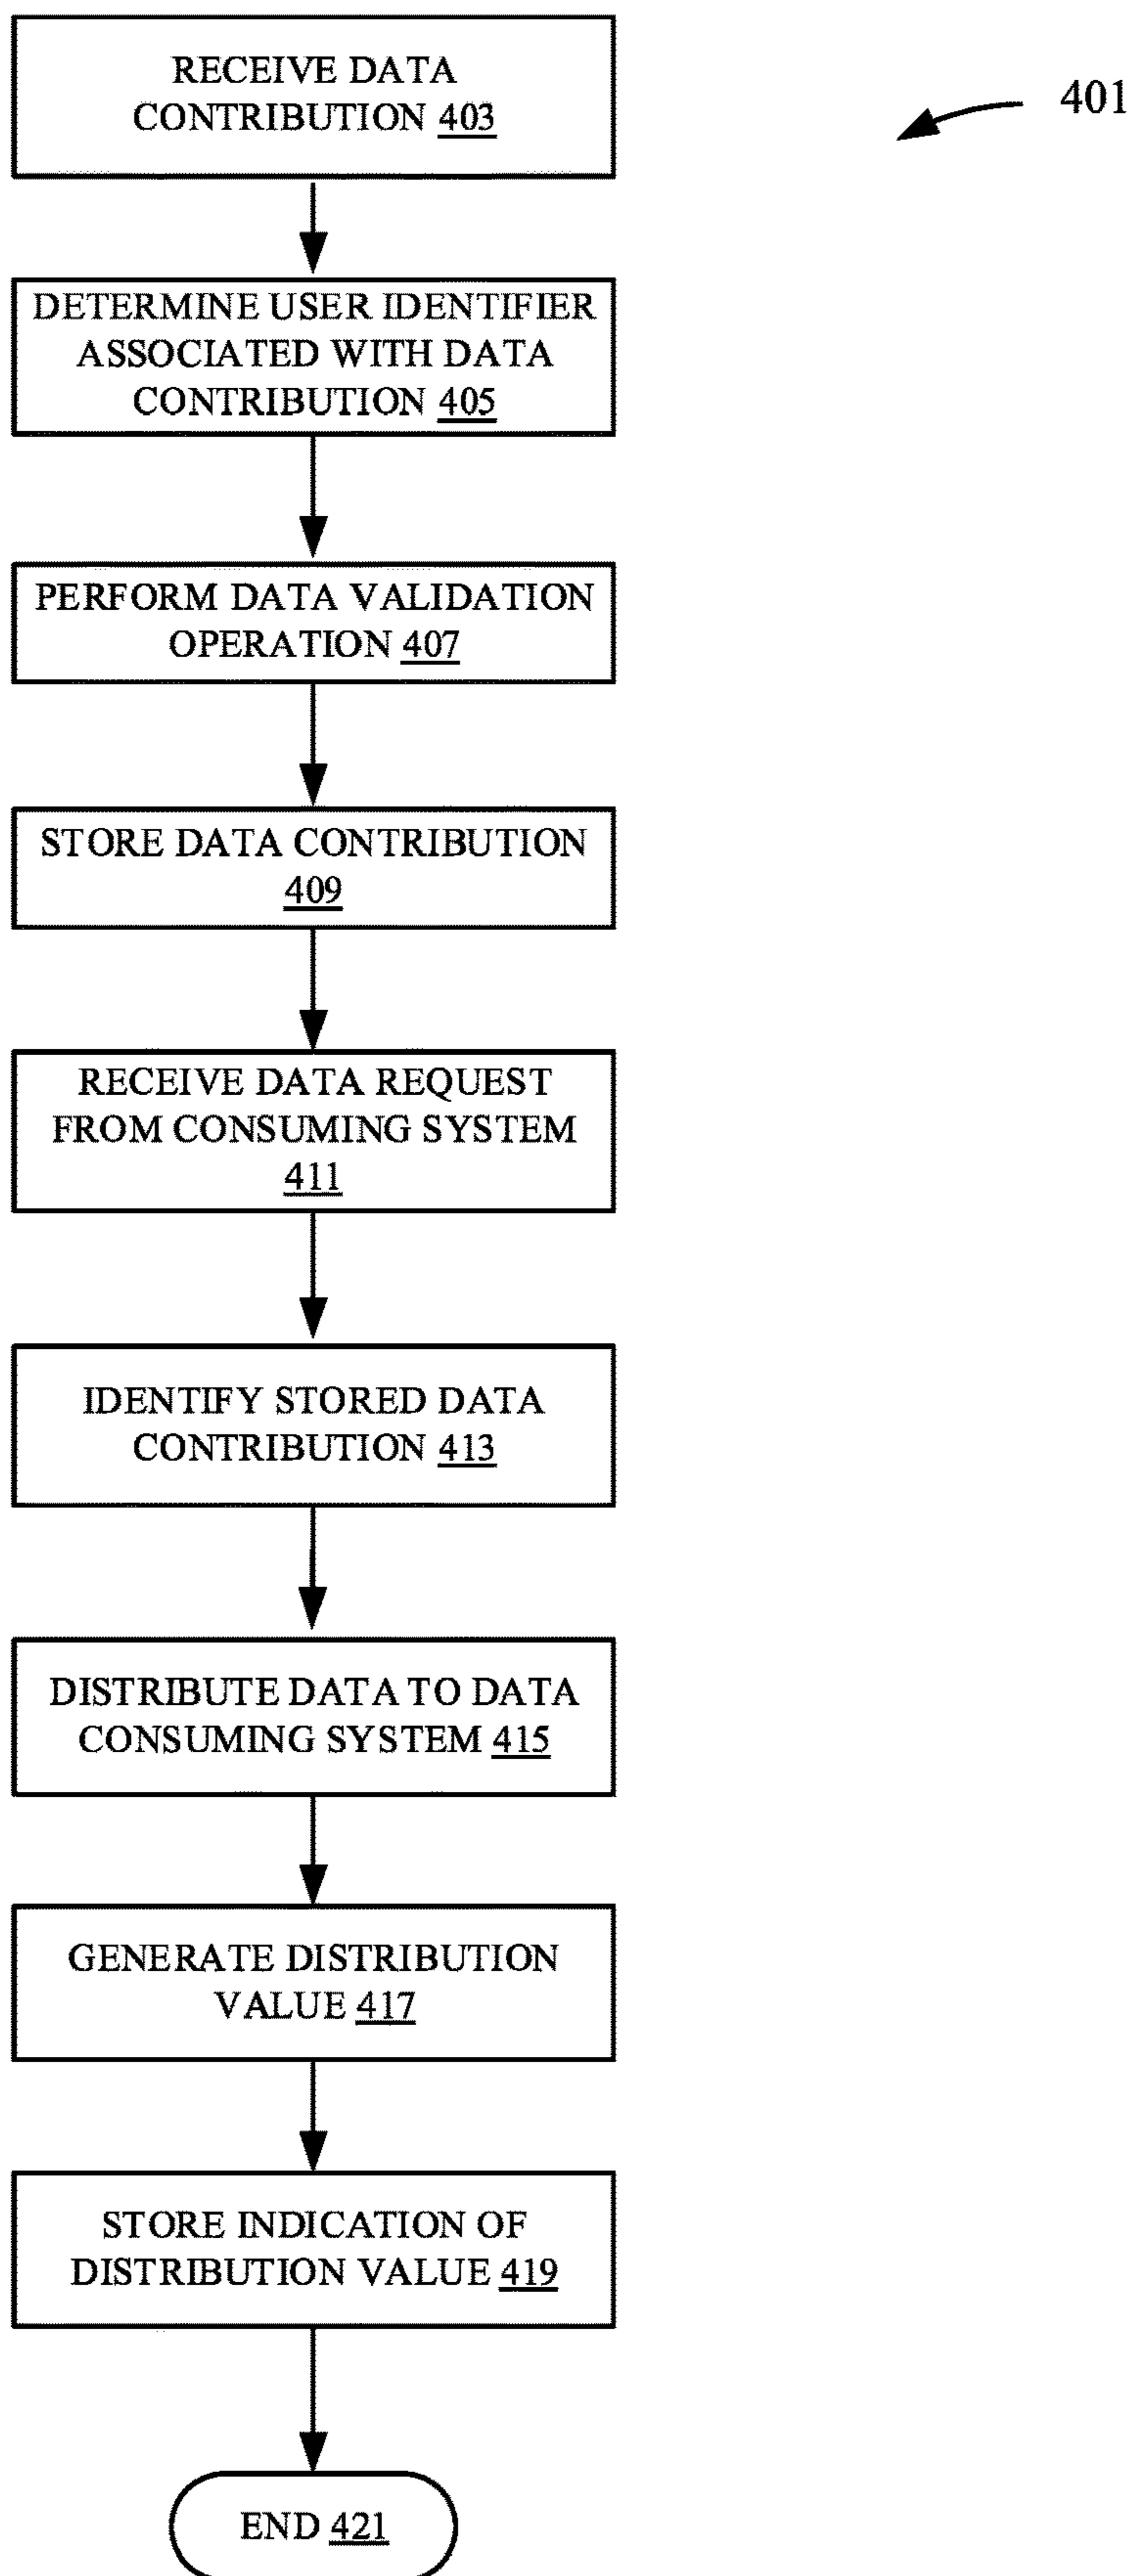 RECEIVE DATA
CONTRIBUTION 403
401
DETERMINE USER IDENTIFIER
ASSOCIATED WITH DATA
CONTRIBUTION 405
PERFORM DATA VALIDATION
OPERATION 407
STORE DATA CONTRIBUTION
409
RECEIVE DATA REQUEST
FROM CONSUMING SYSTEM
411
IDENTIFY STORED DATA
CONTRIBUTION 413
DISTRIBUTE DATA TO DATA
CONSUMING SYSTEM 415
GENERATE DISTRIBUTION
VALUE 417
STORE INDICATION OF
DISTRIBUTION VALUE 419
END 421